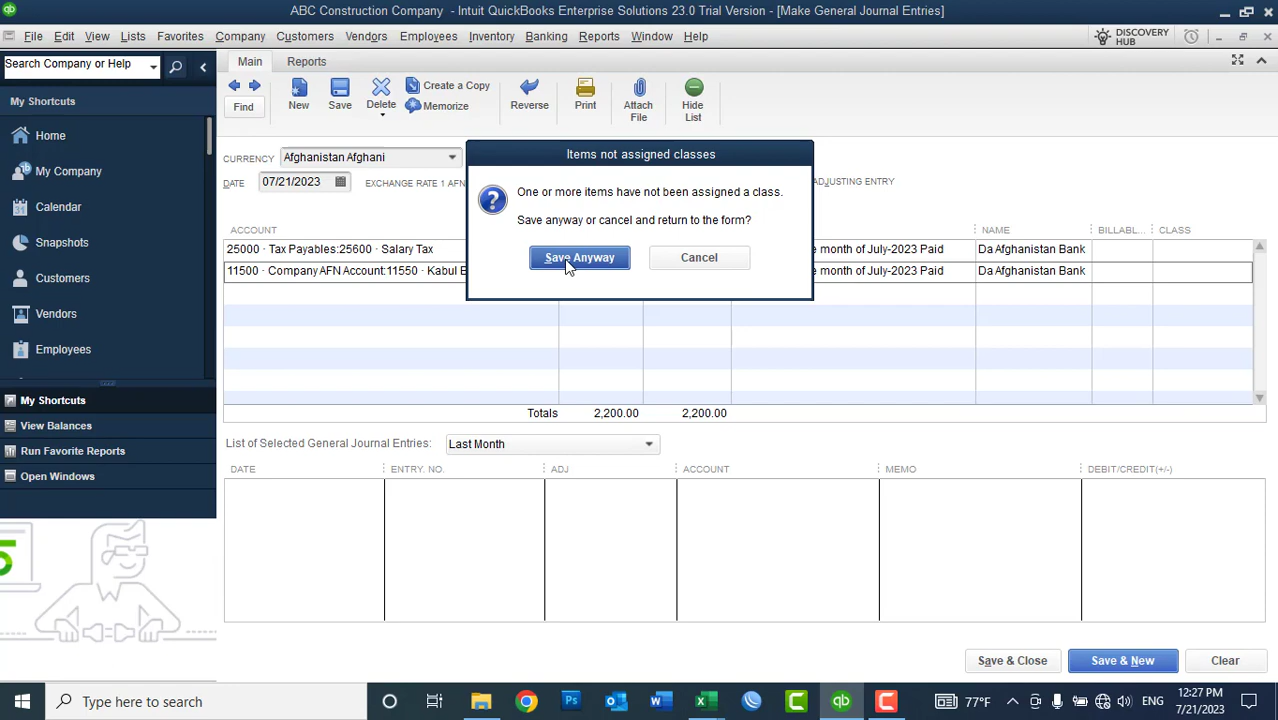 ABC Construction Company - Intuit QuickBooks Enterprise Solutions 23.0 Trial Version - [Make General Journal Entries]
File Edit View Lists Favorites Company Customers Vendors Employees Inventory Banking Reports Window Help
DISCOVERY
HUB
Search Company or Help
My Shortcuts
Home
My Company
Calendar
Snapshots
Customers
Vendors
Employees
My Shortcuts
View Balances
Run Favorite Reports
Open Windows
Main Reports
Find
New
Save
Delete
Create a Copy
Memorize
Reverse
Print
Attach
File
Hide
List
CURRENCY Afghanistan Afghani
DATE 07/21/2023 EXCHANGE RATE 1 AFN
ADJUSTING ENTRY
Items not assigned classes
One or more items have not been assigned a class.
Save anyway or cancel and return to the form?
Save Anyway Cancel
ACCOUNT NAME BILLABL... CLASS
25000 · Tax Payables:25600 · Salary Tax month of July-2023 Paid Da Afghanistan Bank
11500 · Company AFN Account:11550 · Kabul month of July-2023 Paid Da Afghanistan Bank
Totals 2,200.00 2,200.00
List of Selected General Journal Entries: Last Month
DATE ENTRY. NO. ADJ ACCOUNT MEMO DEBIT/CREDIT(+/-)
Save & Close Save & New Clear
Type here to search
77°F
ENG
12:27 PM
7/21/2023